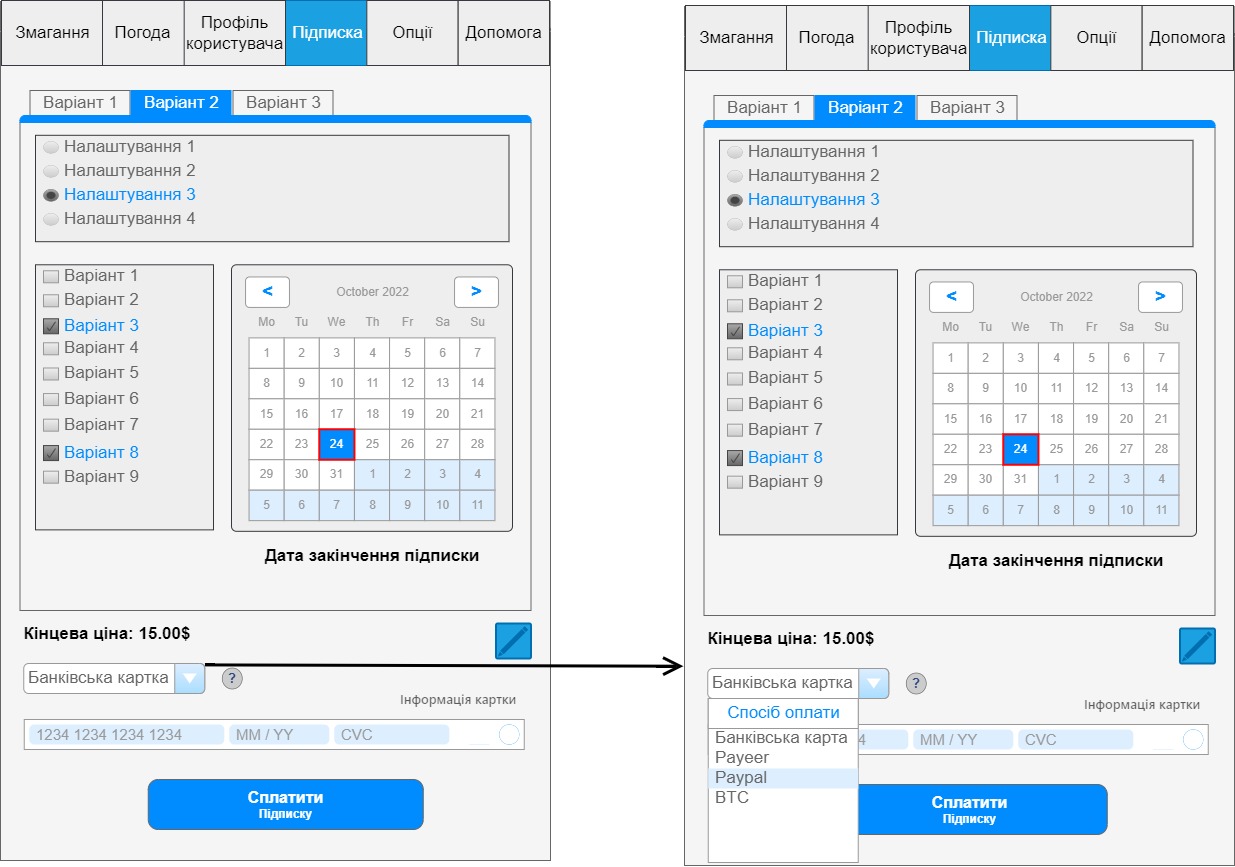 Змагання Погода Профіль користувача Підписка Опції Допомога
Варіант 1 Варіант 2 Варіант 3
Налаштування 1
Налаштування 2
Налаштування 3
Налаштування 4
Варіант 1
Варіант 2
Варіант 3
Варіант 4
Варіант 5
Варіант 6
Варіант 7
Варіант 8
Варіант 9
< October 2022 >
Mo Tu We Th Fr Sa Su
1 2 3 4 5 6 7
8 9 10 11 12 13 14
15 16 17 18 19 20 21
22 23 24 25 26 27 28
29 30 31 1 2 3 4
5 6 7 8 9 10 11
Дата закінчення підписки
Кінцева ціна: 15.00$
Банківська картка ?
Інформація картки
1234 1234 1234 1234 MM / YY CVC
Сплатити
Підписку
Змагання Погода Профіль користувача Підписка Опції Допомога
Варіант 1 Варіант 2 Варіант 3
Налаштування 1
Налаштування 2
Налаштування 3
Налаштування 4
Варіант 1
Варіант 2
Варіант 3
Варіант 4
Варіант 5
Варіант 6
Варіант 7
Варіант 8
Варіант 9
< October 2022 >
Mo Tu We Th Fr Sa Su
1 2 3 4 5 6 7
8 9 10 11 12 13 14
15 16 17 18 19 20 21
22 23 24 25 26 27 28
29 30 31 1 2 3 4
5 6 7 8 9 10 11
Дата закінчення підписки
Кінцева ціна: 15.00$
Банківська картка ?
Інформація картки
Спосіб оплати
Банківська карта
Payeer
Paypal
BTC
4 MM / YY CVC
Сплатити
Підписку